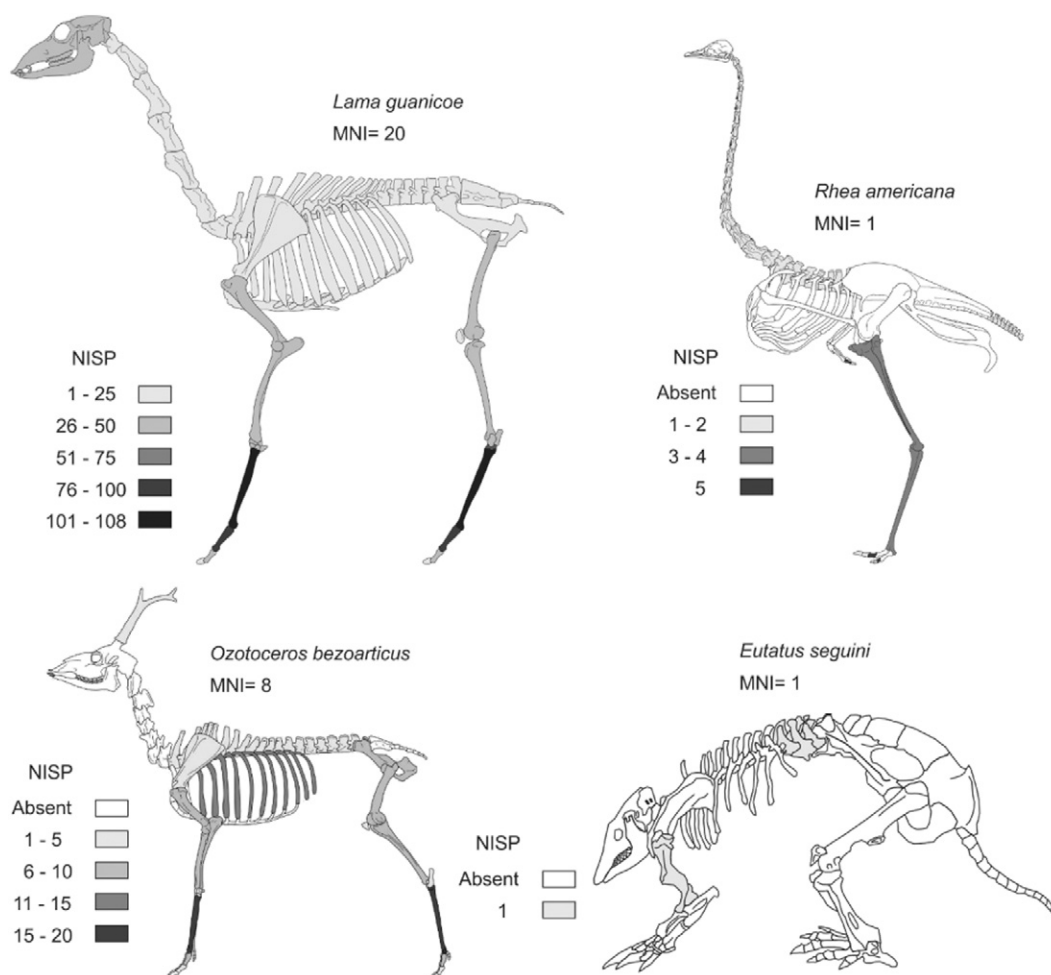 Lama guanicoe
MNI= 20
NISP
1 - 25
26 - 50
51 - 75
76 - 100
101 - 108
Rhea americana
MNI= 1
NISP
Absent
1 - 2
3 - 4
5
Ozotoceros bezoarticus
MNI= 8
NISP
Absent
1 - 5
6 - 10
11 - 15
15 - 20
Eutatus seguini
MNI= 1
NISP
Absent
1